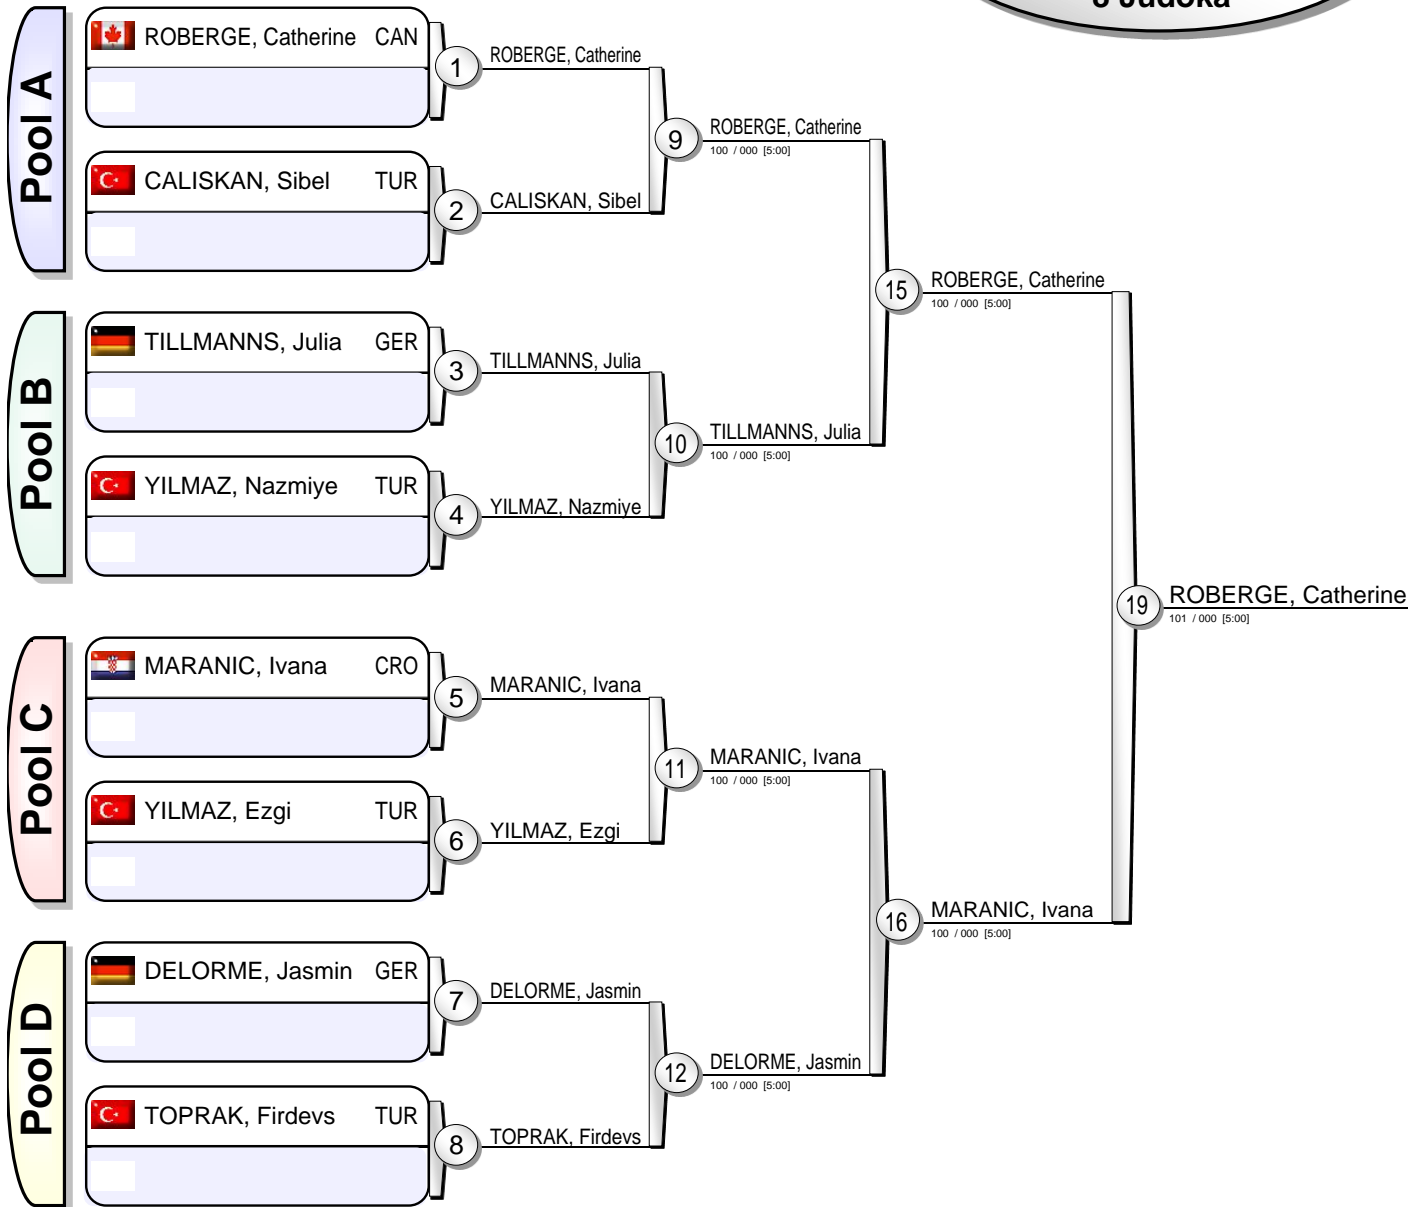 8 Judoka
Pool A
ROBERGE, Catherine CAN
1
ROBERGE, Catherine
9
ROBERGE, Catherine
100 / 000 [5:00]
CALISKAN, Sibel TUR
2
CALISKAN, Sibel
15
ROBERGE, Catherine
100 / 000 [5:00]
Pool B
TILLMANNS, Julia GER
3
TILLMANNS, Julia
10
TILLMANNS, Julia
100 / 000 [5:00]
YILMAZ, Nazmiye TUR
4
YILMAZ, Nazmiye
19
ROBERGE, Catherine
101 / 000 [5:00]
Pool C
MARANIC, Ivana CRO
5
MARANIC, Ivana
11
MARANIC, Ivana
100 / 000 [5:00]
YILMAZ, Ezgi TUR
6
YILMAZ, Ezgi
16
MARANIC, Ivana
100 / 000 [5:00]
Pool D
DELORME, Jasmin GER
7
DELORME, Jasmin
12
DELORME, Jasmin
100 / 000 [5:00]
TOPRAK, Firdevs TUR
8
TOPRAK, Firdevs